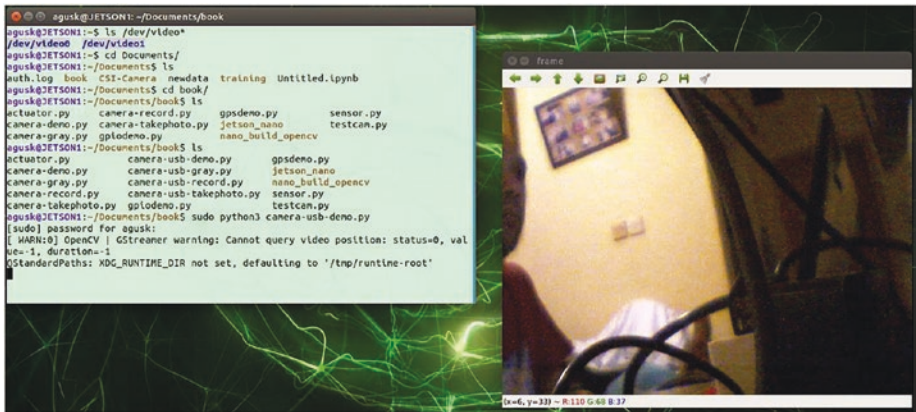 agusk@JETSON1: ~/Documents/book
agusk@JETSON1:~$ ls /dev/video*
/dev/video0  /dev/video1
agusk@JETSON1:~$ cd Documents/
agusk@JETSON1:~/Documents$ ls
auth.log  book  CSI-Camera  newdata  training  Untitled.ipynb
agusk@JETSON1:~/Documents$ cd book/
agusk@JETSON1:~/Documents/book$ ls
actuator.py     camera-record.py     gpsdemo.py     sensor.py
camera-demo.py  camera-takephoto.py  jetson_nano    testcam.py
camera-gray.py  gpiodemo.py          nano_build_opencv
agusk@JETSON1:~/Documents/book$ ls
actuator.py          camera-usb-demo.py       gpsdemo.py
camera-demo.py       camera-usb-gray.py       jetson_nano
camera-gray.py       camera-usb-record.py     nano_build_opencv
camera-record.py     camera-usb-takephoto.py  sensor.py
camera-takephoto.py  gpiodemo.py              testcam.py
agusk@JETSON1:~/Documents/book$ sudo python3 camera-usb-demo.py
[sudo] password for agusk:
[ WARN:0] OpenCV | GStreamer warning: Cannot query video position: status=0, val
ue=-1, duration=-1
QStandardPaths: XDG_RUNTIME_DIR not set, defaulting to '/tmp/runtime-root'
frame
(x=6, y=33) ~ R:110 G:68 B:37